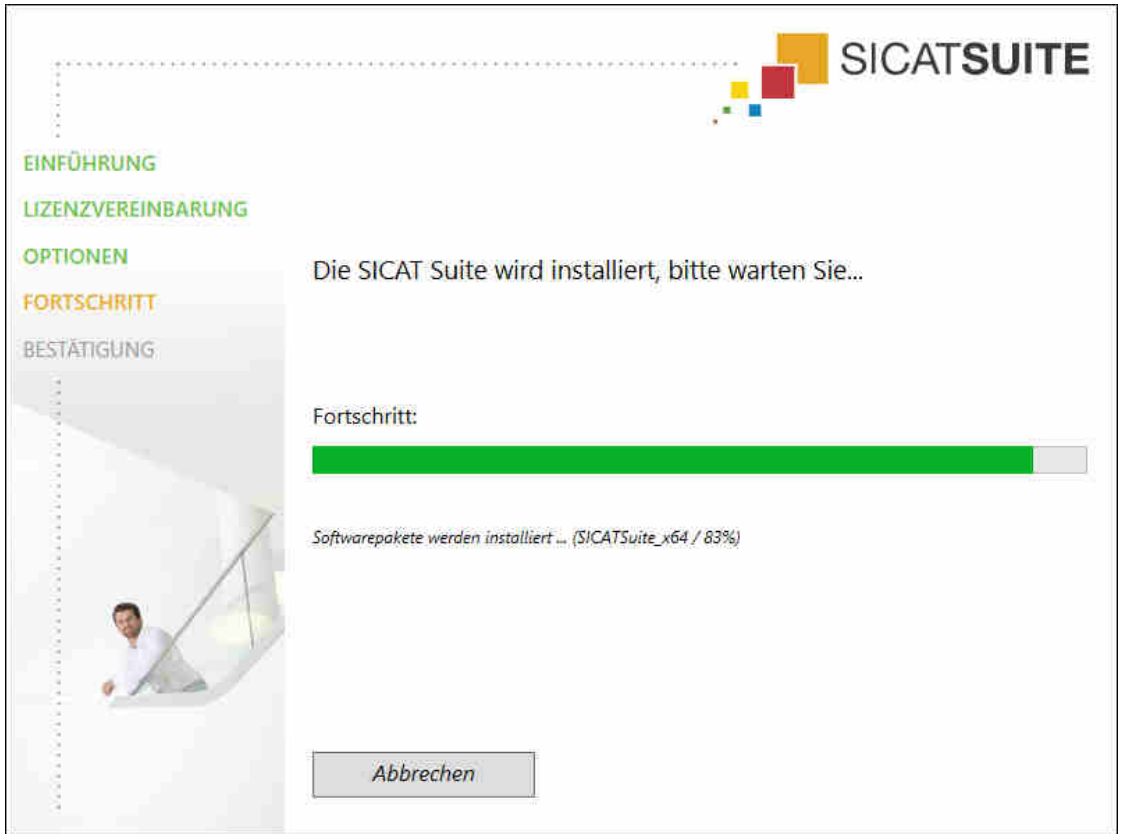 SICATSUITE
EINFÜHRUNG
LIZENZVEREINBARUNG
OPTIONEN
FORTSCHRITT
BESTÄTIGUNG
Die SICAT Suite wird installiert, bitte warten Sie...
Fortschritt:
Softwarepakete werden installiert ... (SICATSuite_x64 / 83%)
Abbrechen